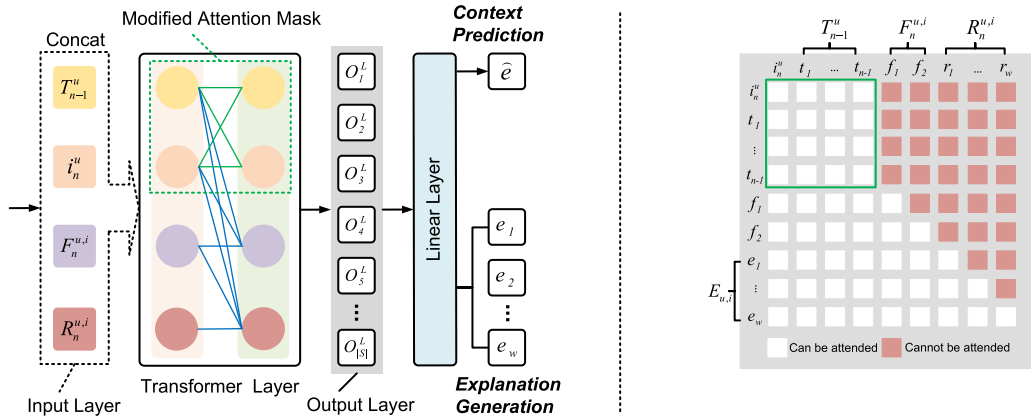 Modified Attention Mask
Context
Prediction
Concat
T^u_{n-1}
i^u_n
F^{u,i}_n
R^{u,i}_n
O^L_1
O^L_2
O^L_3
O^L_4
O^L_5
⋮
O^L_{|S|}
Linear Layer
ê
e_1
e_2
...
e_w
Input Layer
Transformer Layer
Output Layer
Explanation
Generation
T^u_{n-1} F^{u,i}_n R^{u,i}_n
i^u_n t_1 ... t_{n-1} f_1 f_2 r_1 ... r_w
i^u_n
t_1
⋮
t_{n-1}
f_1
f_2
e_1
⋮
e_w
E_{u,i}
Can be attended Cannot be attended